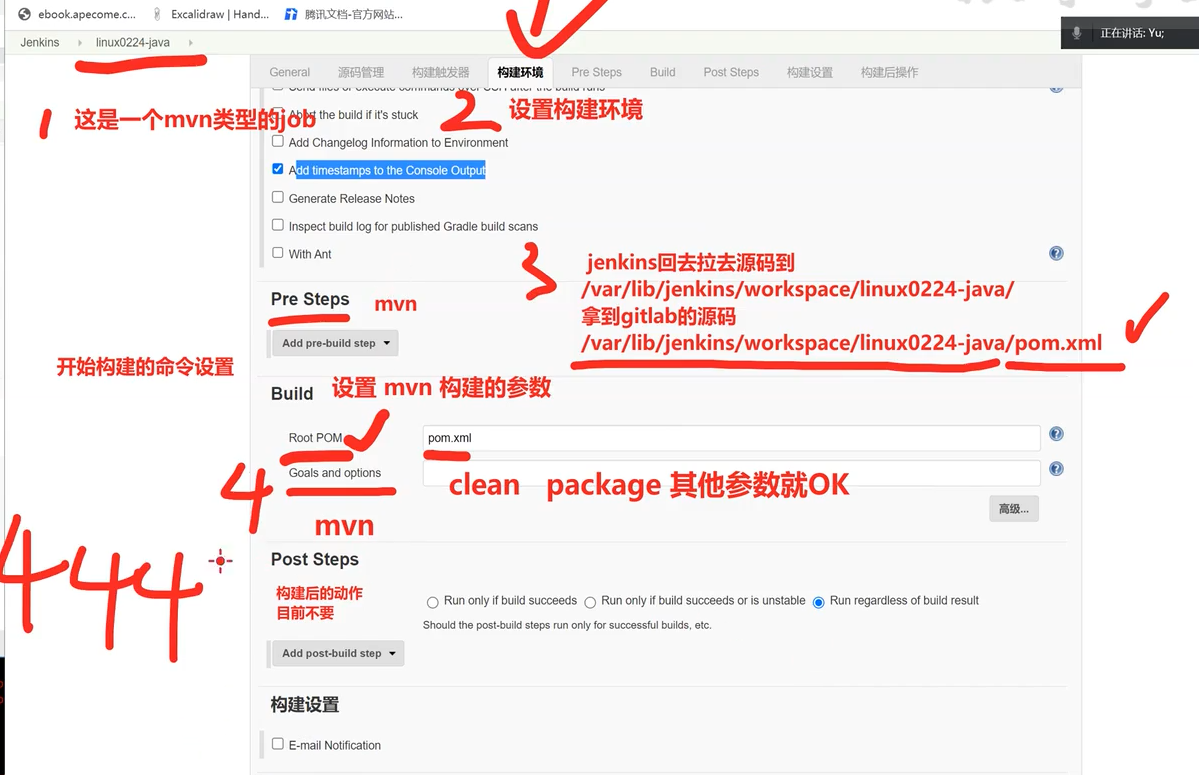 ebook.apecome.c...
Excalidraw | Hand...
腾讯文档-官方网站...
正在讲话: Yu;
Jenkins
linux0224-java
General
源码管理
构建触发器
构建环境
Pre Steps
Build
Post Steps
构建设置
构建后操作
Send files or execute commands over SSH after the build runs
1 这是一个mvn类型的job
Abort the build if it's stuck
2 设置构建环境
Add Changelog Information to Environment
Add timestamps to the Console Output
Generate Release Notes
Inspect build log for published Gradle build scans
With Ant
3
jenkins回去拉去源码到
/var/lib/jenkins/workspace/linux0224-java/
拿到gitlab的源码
/var/lib/jenkins/workspace/linux0224-java/pom.xml
Pre Steps
mvn
Add pre-build step
开始构建的命令设置
Build
设置 mvn 构建的参数
Root POM
pom.xml
4
Goals and options
clean package 其他参数就OK
高级...
mvn
444
Post Steps
构建后的动作
目前不要
Run only if build succeeds
Run only if build succeeds or is unstable
Run regardless of build result
Should the post-build steps run only for successful builds, etc.
Add post-build step
构建设置
E-mail Notification